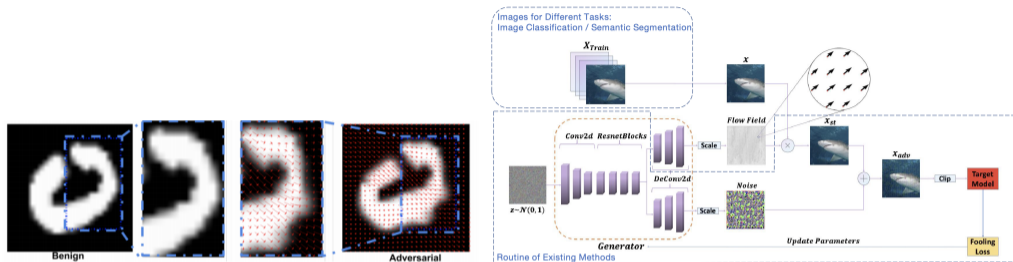 Benign
Adversarial
Images for Different Tasks:
Image Classification / Semantic Segmentation
X_Train
x
Flow Field
x_st
Conv2d ResnetBlocks
Scale
X_adv
z~N(0,1)
DeConv2d
Noise
Scale
Clip
Target
Model
Generator
Update Parameters
Fooling
Loss
Routine of Existing Methods